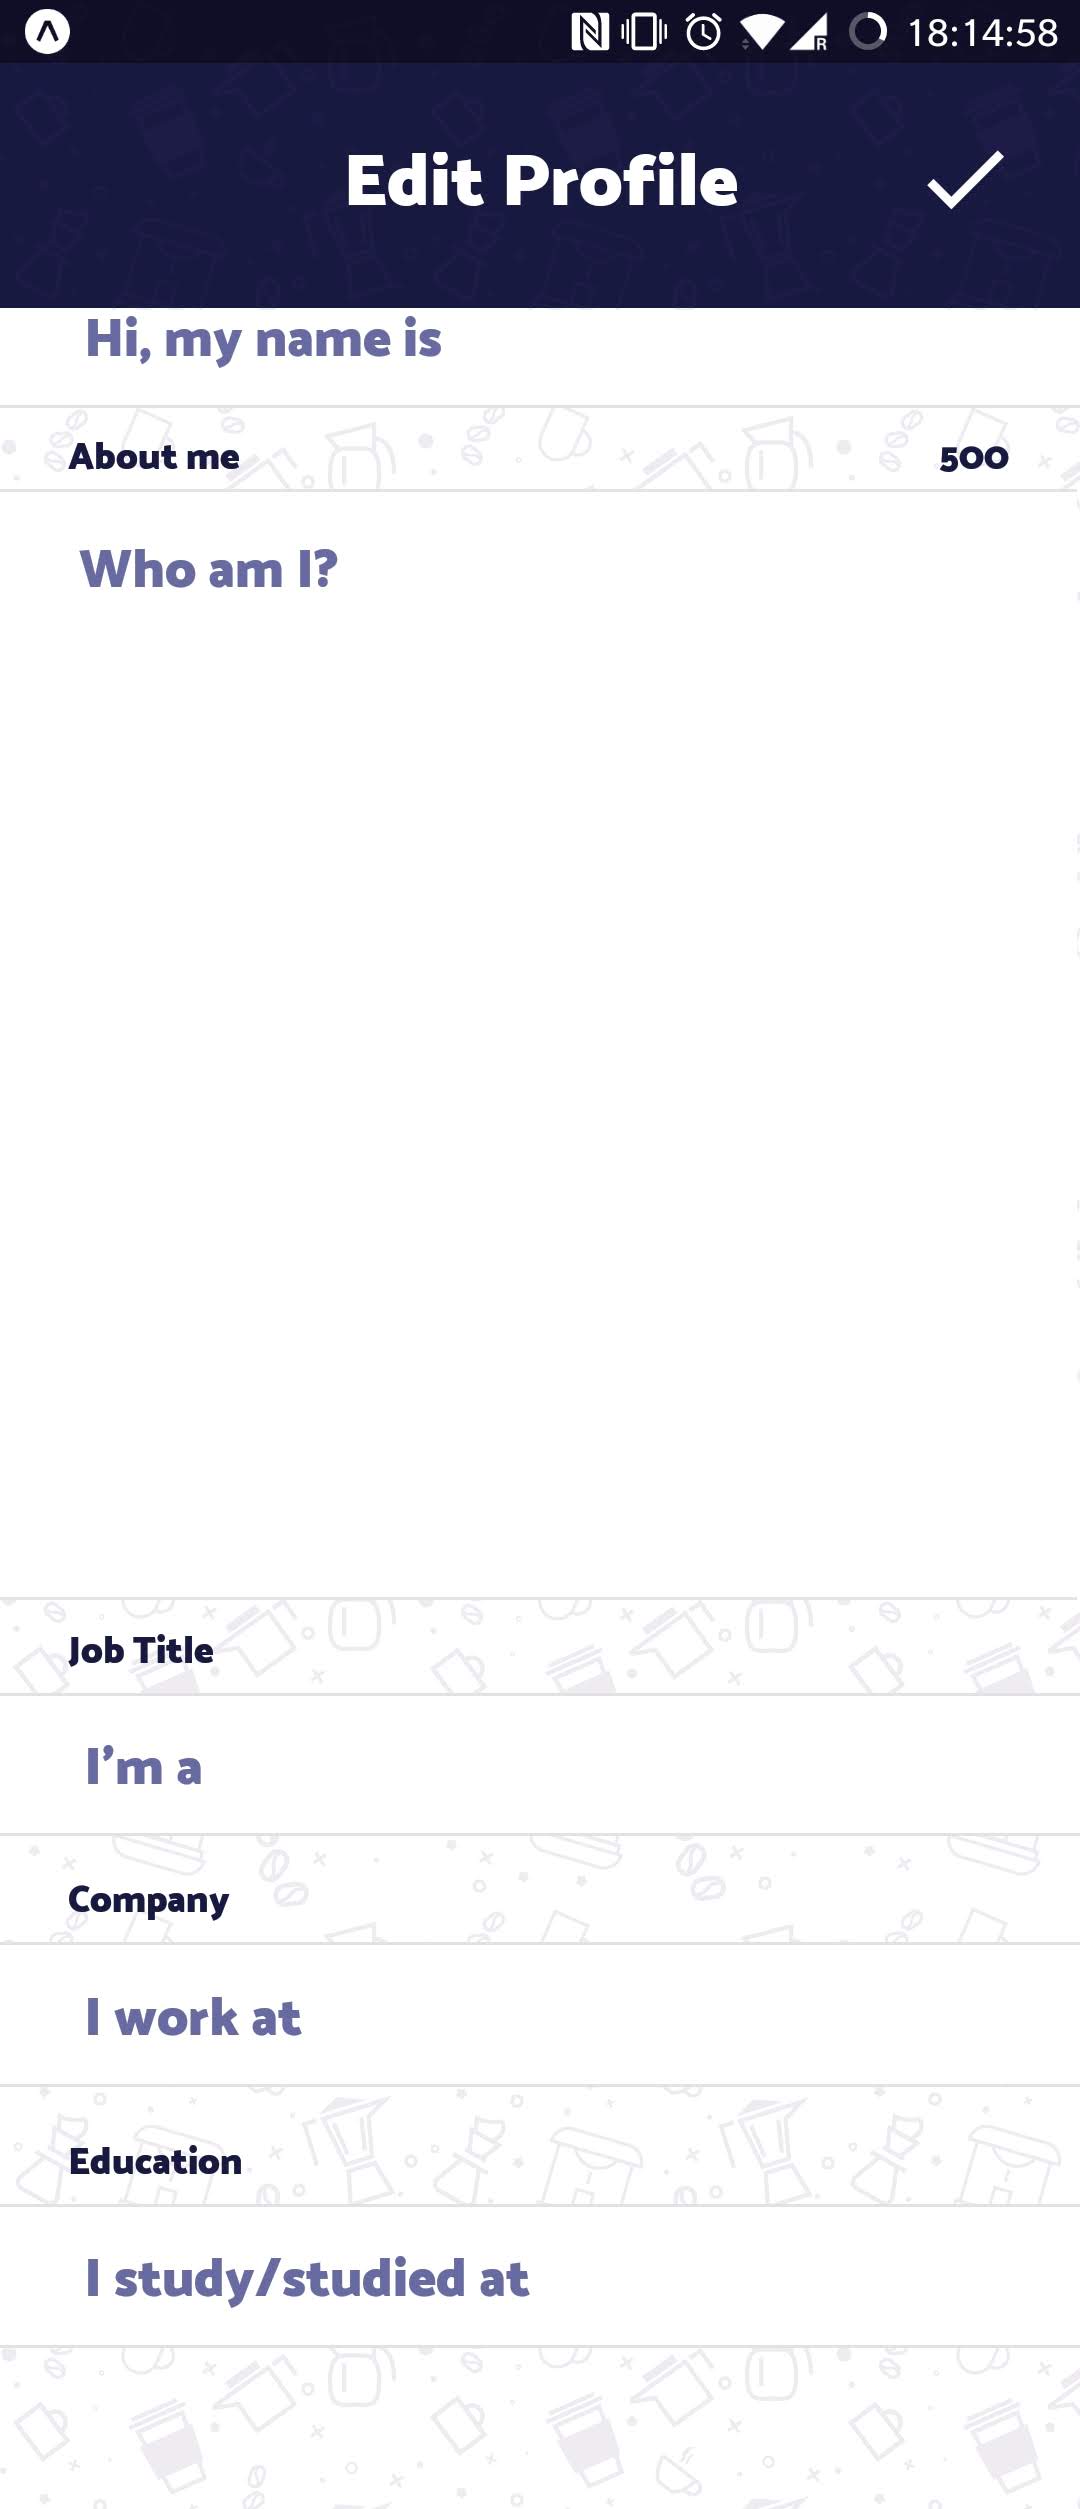 18:14:58
Edit Profile
Hi, my name is
About me 500
Who am I?
Job Title
I'm a
Company
I work at
Education
I study/studied at